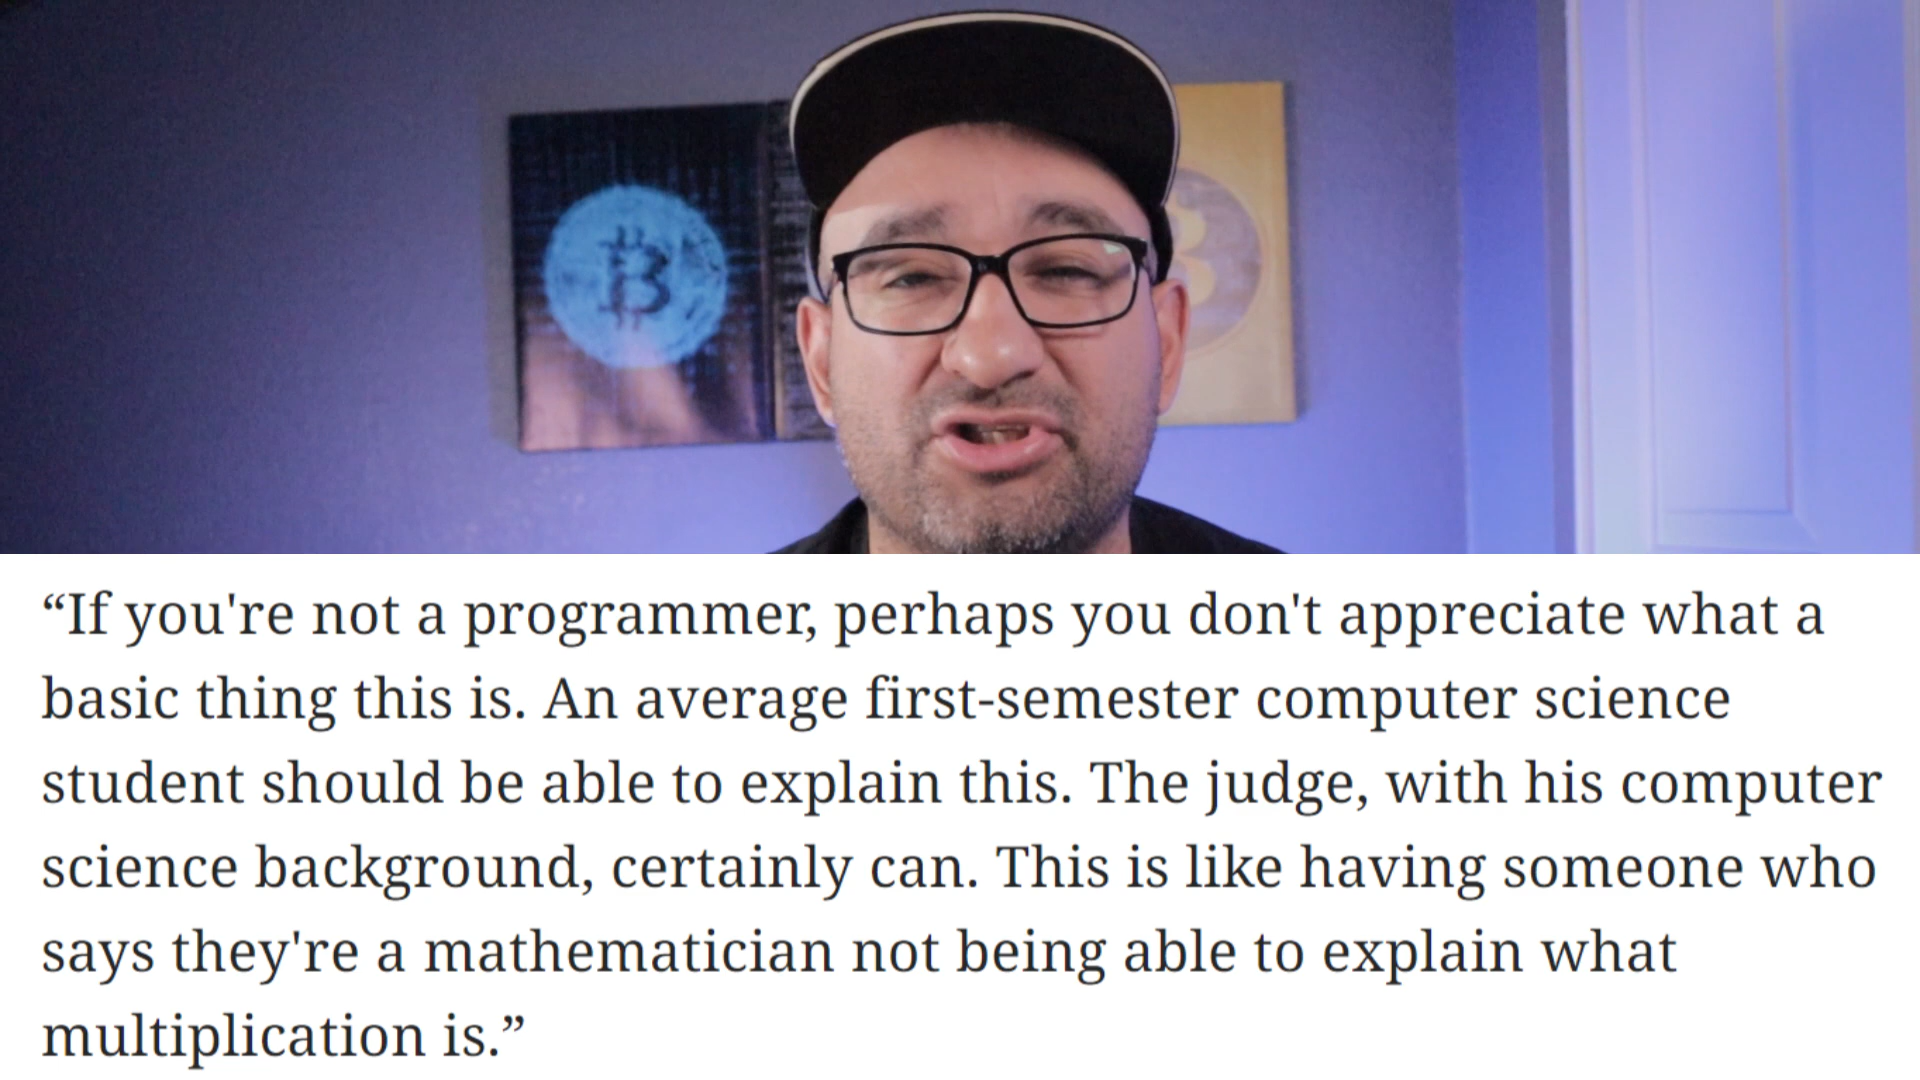 “If you're not a programmer, perhaps you don't appreciate what a
basic thing this is. An average first-semester computer science
student should be able to explain this. The judge, with his computer
science background, certainly can. This is like having someone who
says they're a mathematician not being able to explain what
multiplication is.”